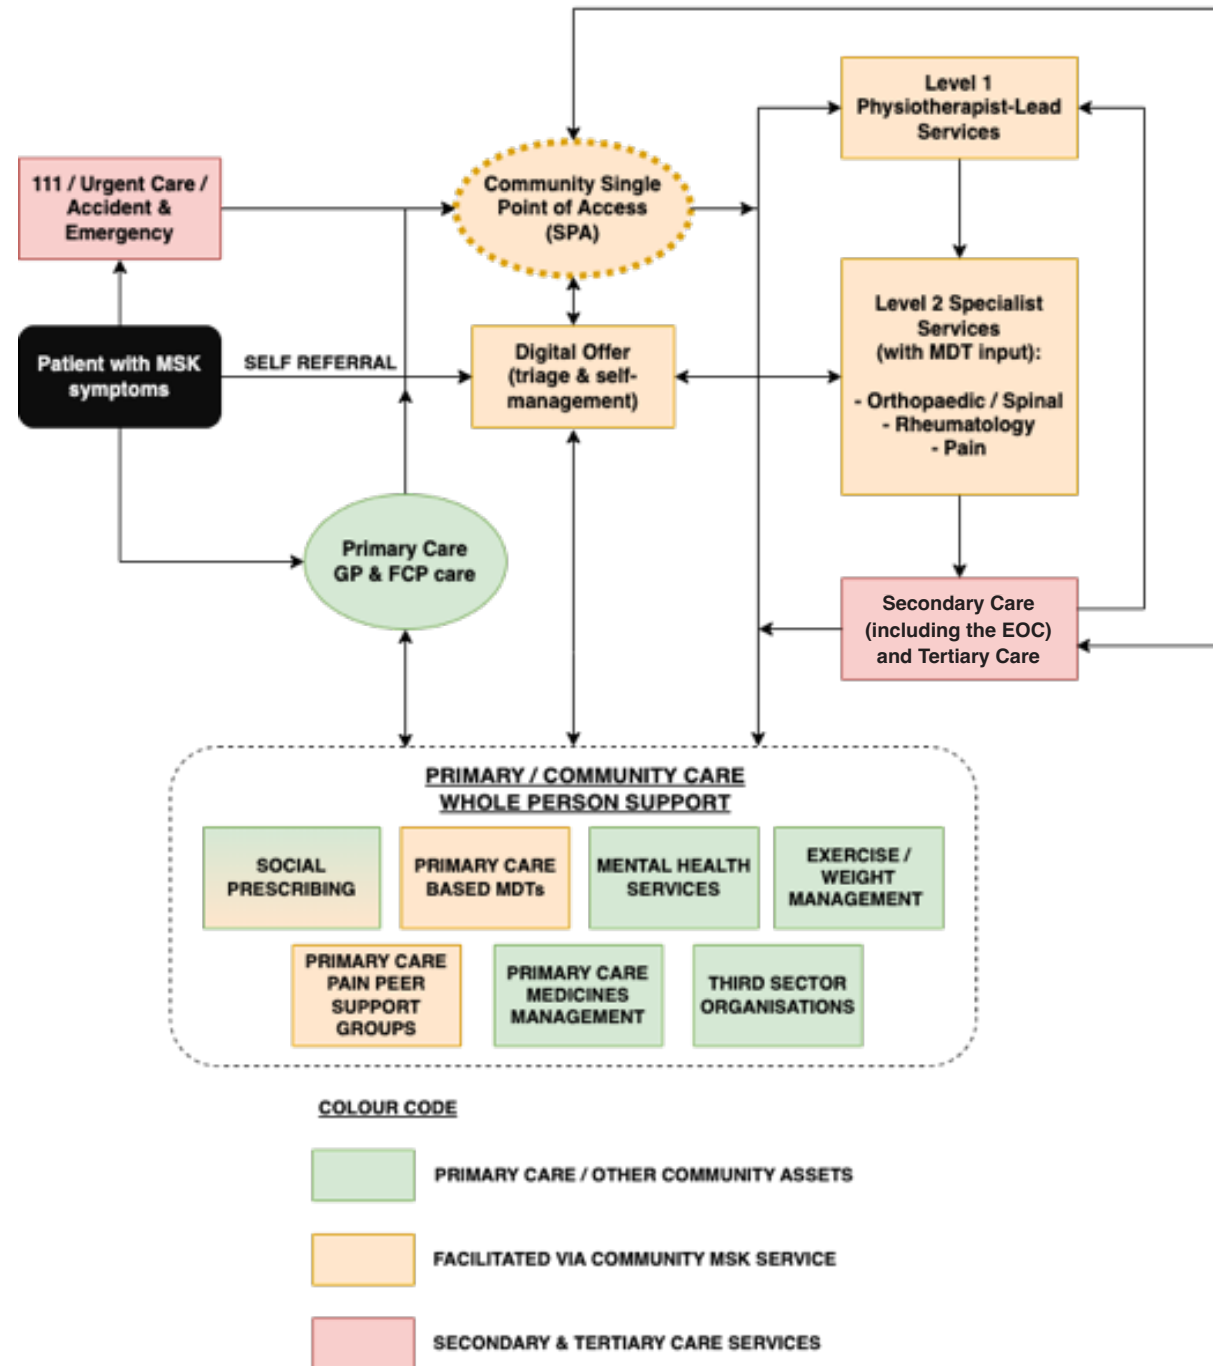 Level 1
Physiotherapist-Lead
Services
111 / Urgent Care /
Accident &
Emergency
Community Single
Point of Access
(SPA)
Patient with MSK
symptoms
SELF REFERRAL
Digital Offer
(triage & self-
management)
Level 2 Specialist
Services
(with MDT input):
- Orthopaedic / Spinal
- Rheumatology
- Pain
Primary Care
GP & FCP care
Secondary Care
(including the EOC)
and Tertiary Care
PRIMARY / COMMUNITY CARE
WHOLE PERSON SUPPORT
SOCIAL
PRESCRIBING
PRIMARY CARE
BASED MDTs
MENTAL HEALTH
SERVICES
EXERCISE /
WEIGHT
MANAGEMENT
PRIMARY CARE
PAIN PEER
SUPPORT
GROUPS
PRIMARY CARE
MEDICINES
MANAGEMENT
THIRD SECTOR
ORGANISATIONS
COLOUR CODE
PRIMARY CARE / OTHER COMMUNITY ASSETS
FACILITATED VIA COMMUNITY MSK SERVICE
SECONDARY & TERTIARY CARE SERVICES